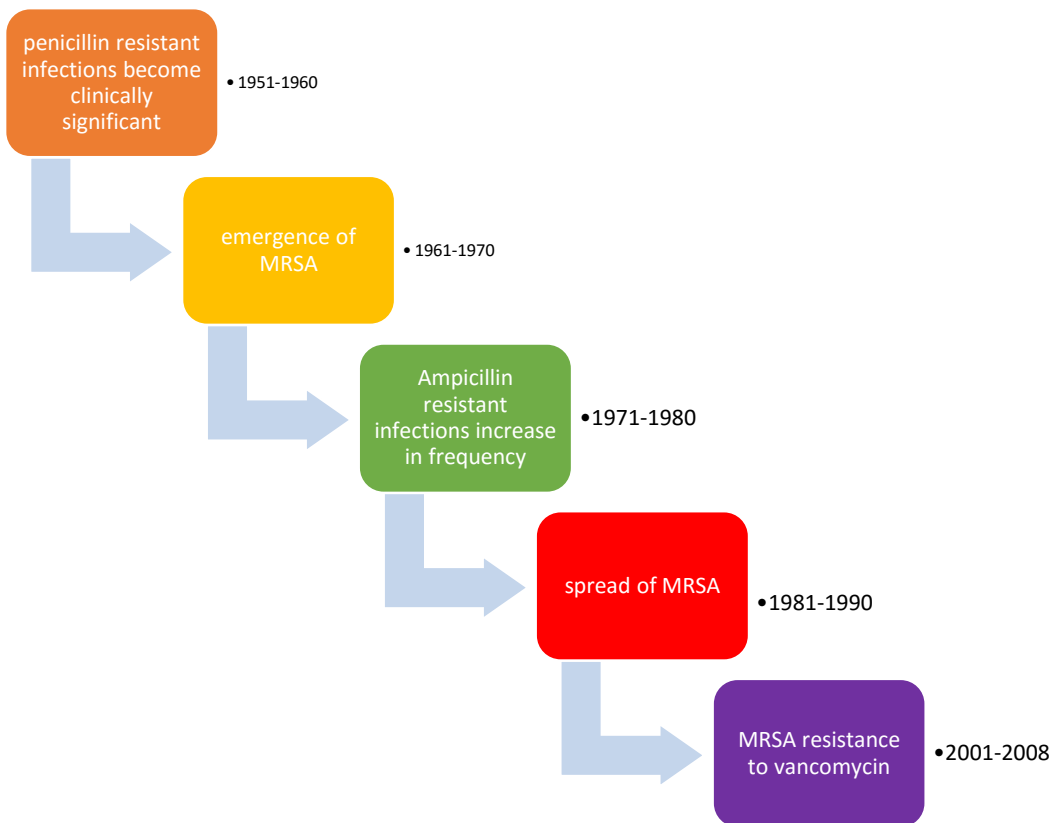 penicillin resistant
infections become
clinically
significant
• 1951-1960
emergence of
MRSA
• 1961-1970
Ampicillin
resistant
infections increase
in frequency
•1971-1980
spread of MRSA
•1981-1990
MRSA resistance
to vancomycin
•2001-2008